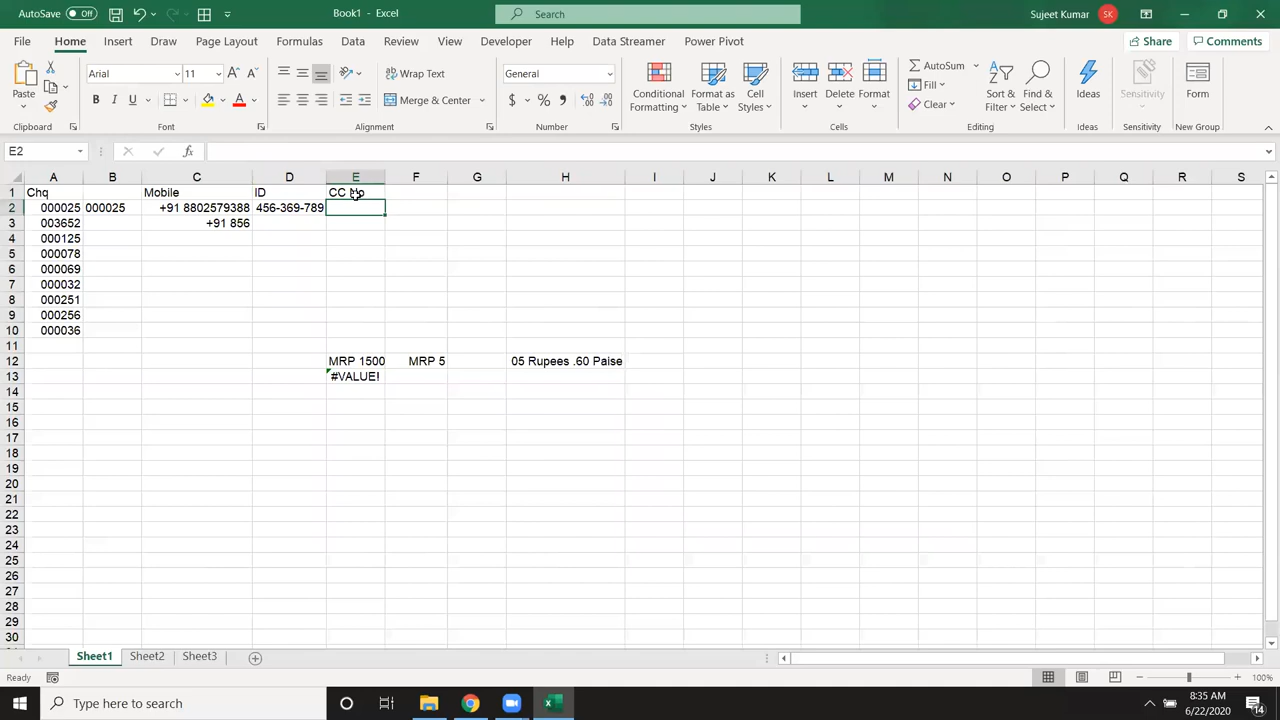 AutoSave Off Book1 - Excel Search Sujeet Kumar SK
File Home Insert Draw Page Layout Formulas Data Review View Developer Help Data Streamer Power Pivot Share Comments
Paste Arial 11 Wrap Text General Conditional Formatting Format as Table Cell Styles Insert Delete Format AutoSum Fill Clear Sort & Filter Find & Select Ideas Sensitivity Form
B I U Merge & Center $ % ,
Clipboard Font Alignment Number Styles Cells Editing Ideas Sensitivity New Group
E2 fx
A B C D E F G H I J K L M N O P Q R S
1 Chq Mobile ID CC No
2 000025 000025 +91 8802579388 456-369-789
3 003652 +91 856
4 000125
5 000078
6 000069
7 000032
8 000251
9 000256
10 000036
11
12 MRP 1500 MRP 5 05 Rupees .60 Paise
13 #VALUE!
14
15
16
17
18
19
20
21
22
23
24
25
26
27
28
29
30
Sheet1 Sheet2 Sheet3
Ready 100%
Type here to search 8:35 AM
6/22/2020